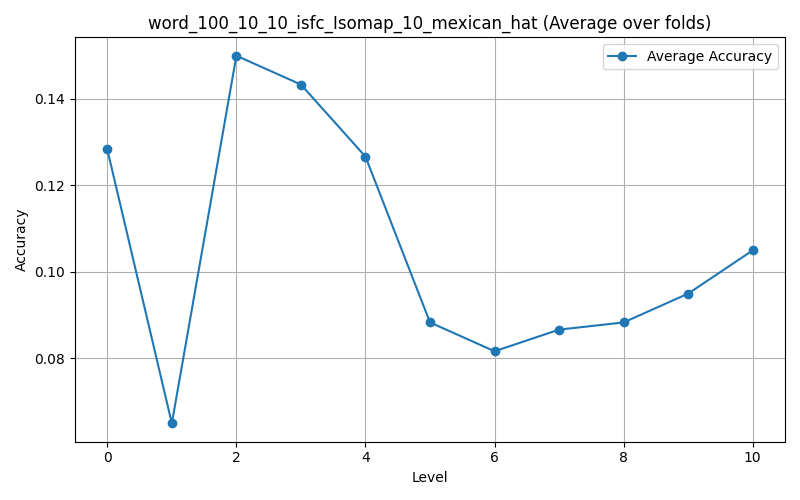 word_100_10_10_isfc_Isomap_10_mexican_hat (Average over folds)
Average Accuracy
Accuracy
0.14
0.12
0.10
0.08
0 2 4 6 8 10
Level